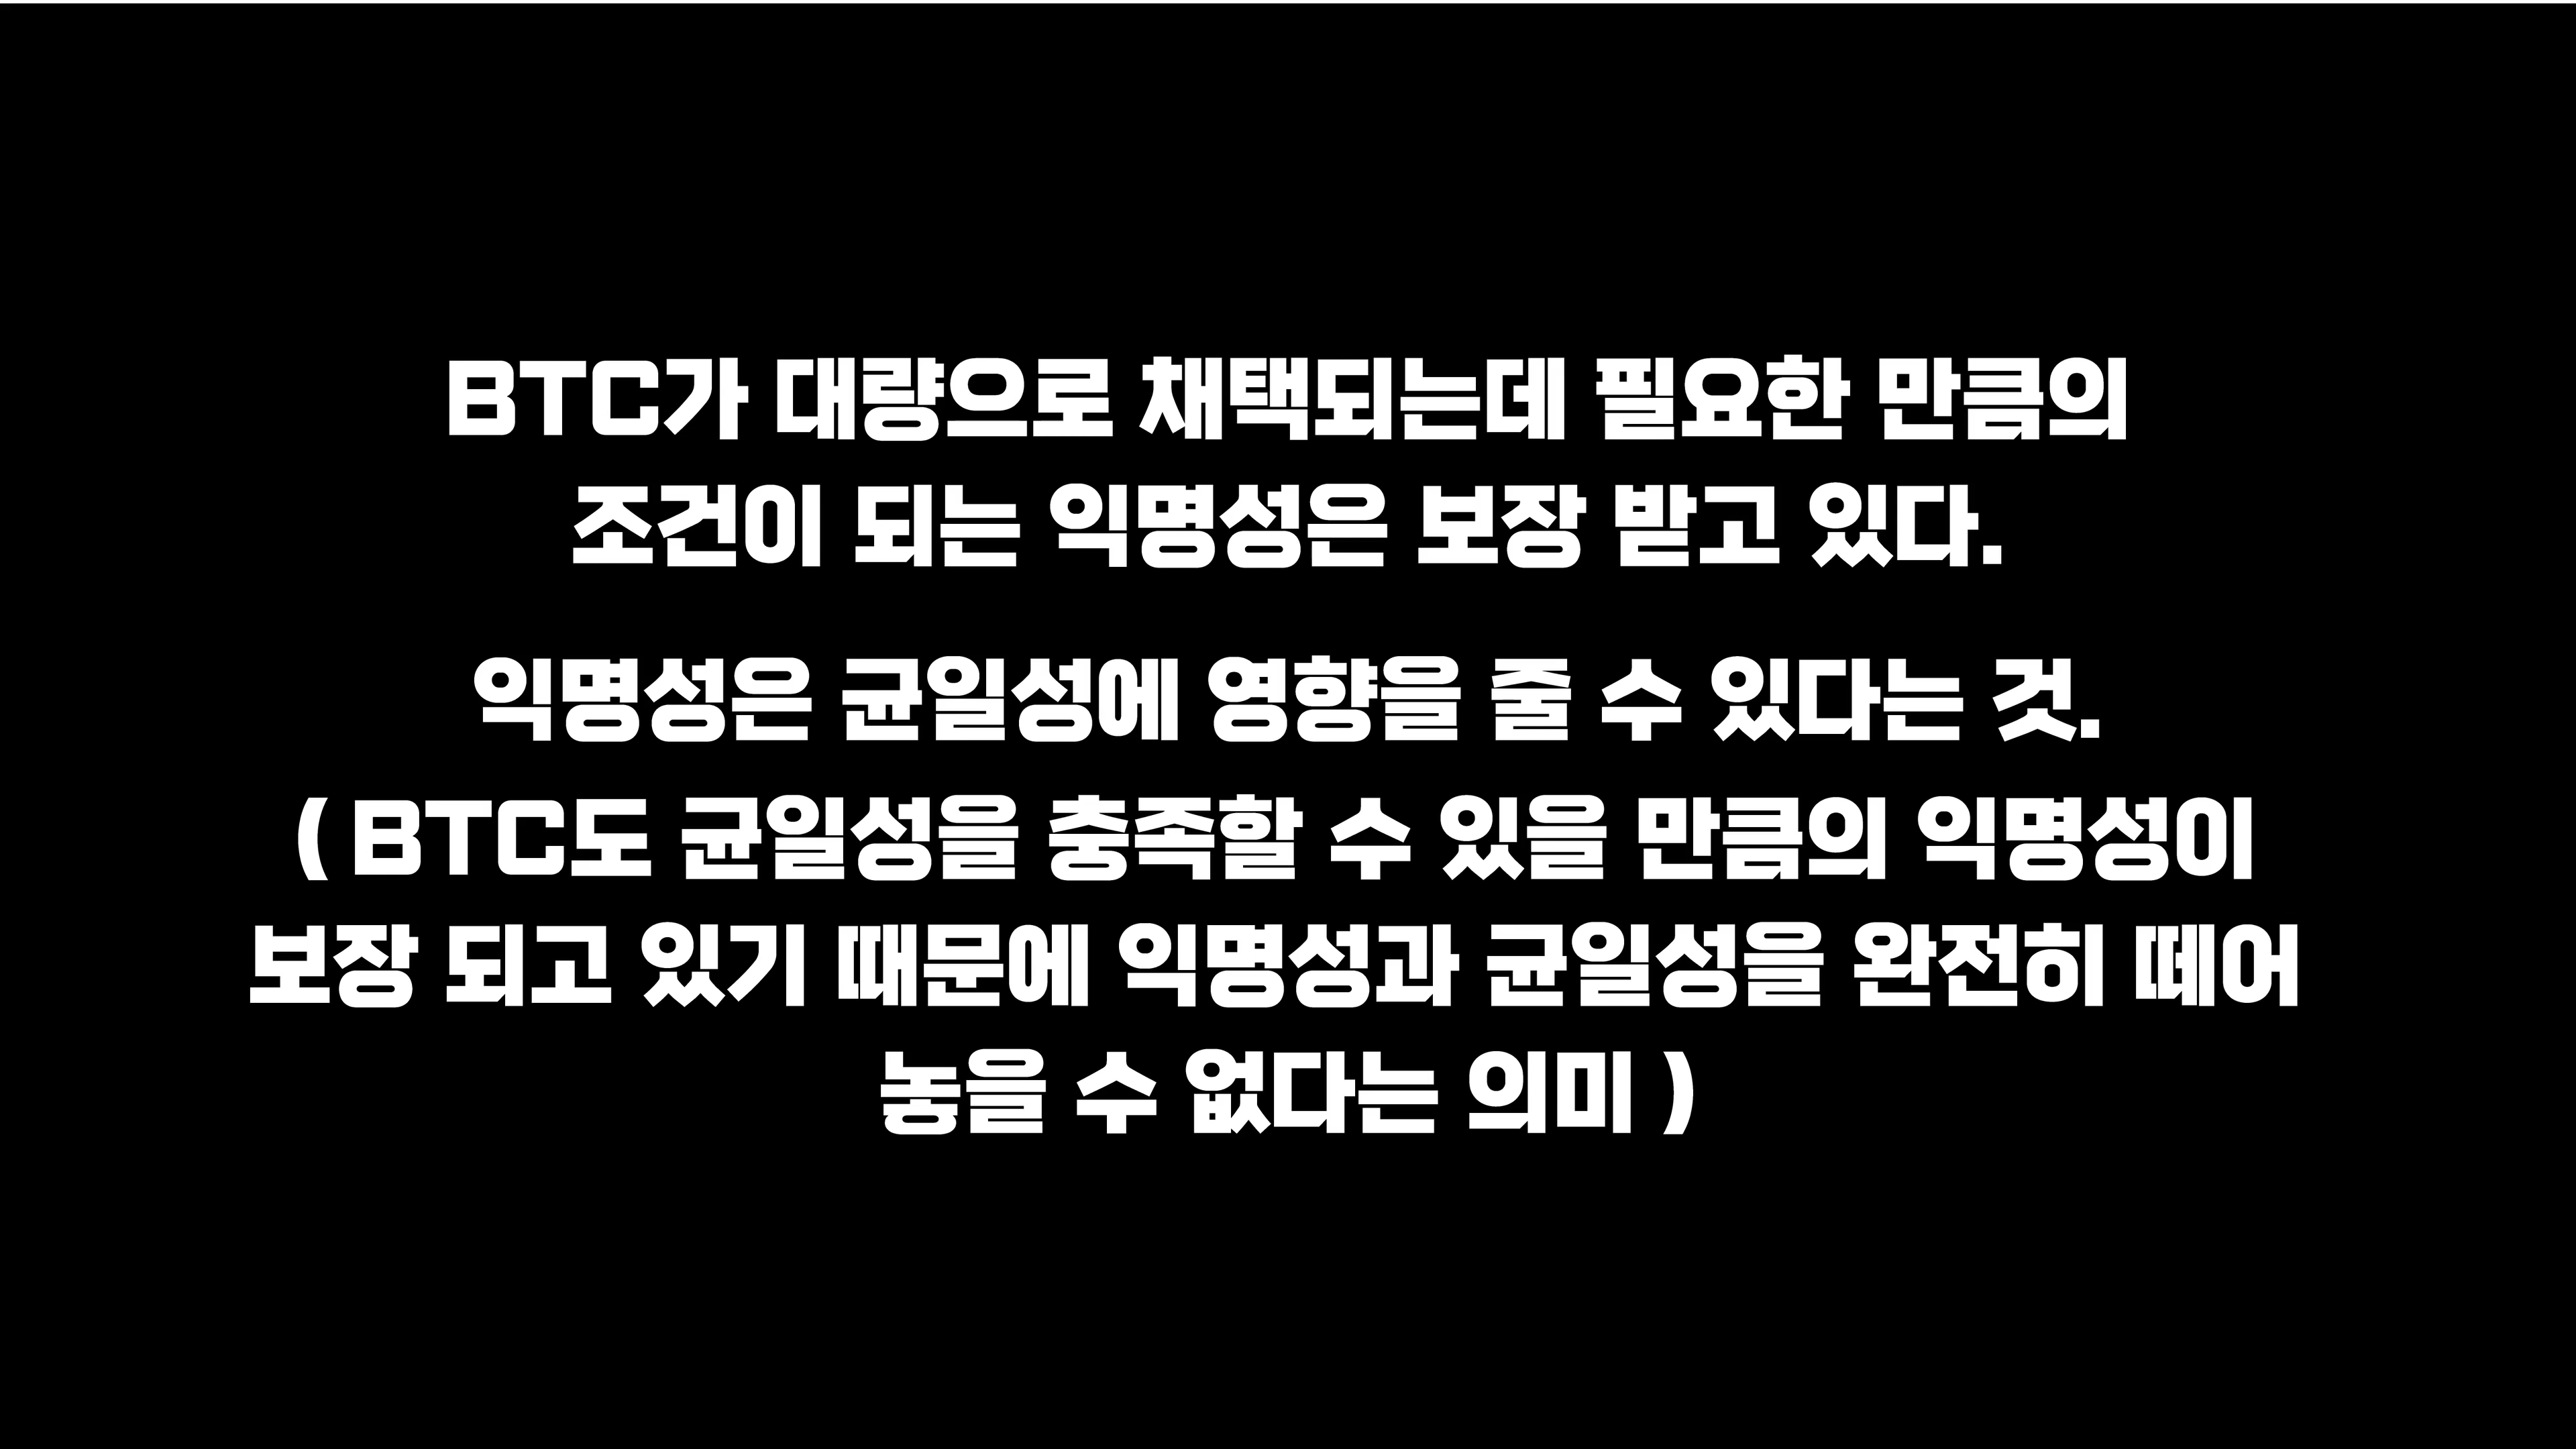 BTC가 대량으로 채택되는데 필요한 만큼의
조건이 되는 익명성은 보장 받고 있다.
익명성은 균일성에 영향을 줄 수 있다는 것.
( BTC도 균일성을 충족할 수 있을 만큼의 익명성이
보장 되고 있기 때문에 익명성과 균일성을 완전히 떼어
놓을 수 없다는 의미 )